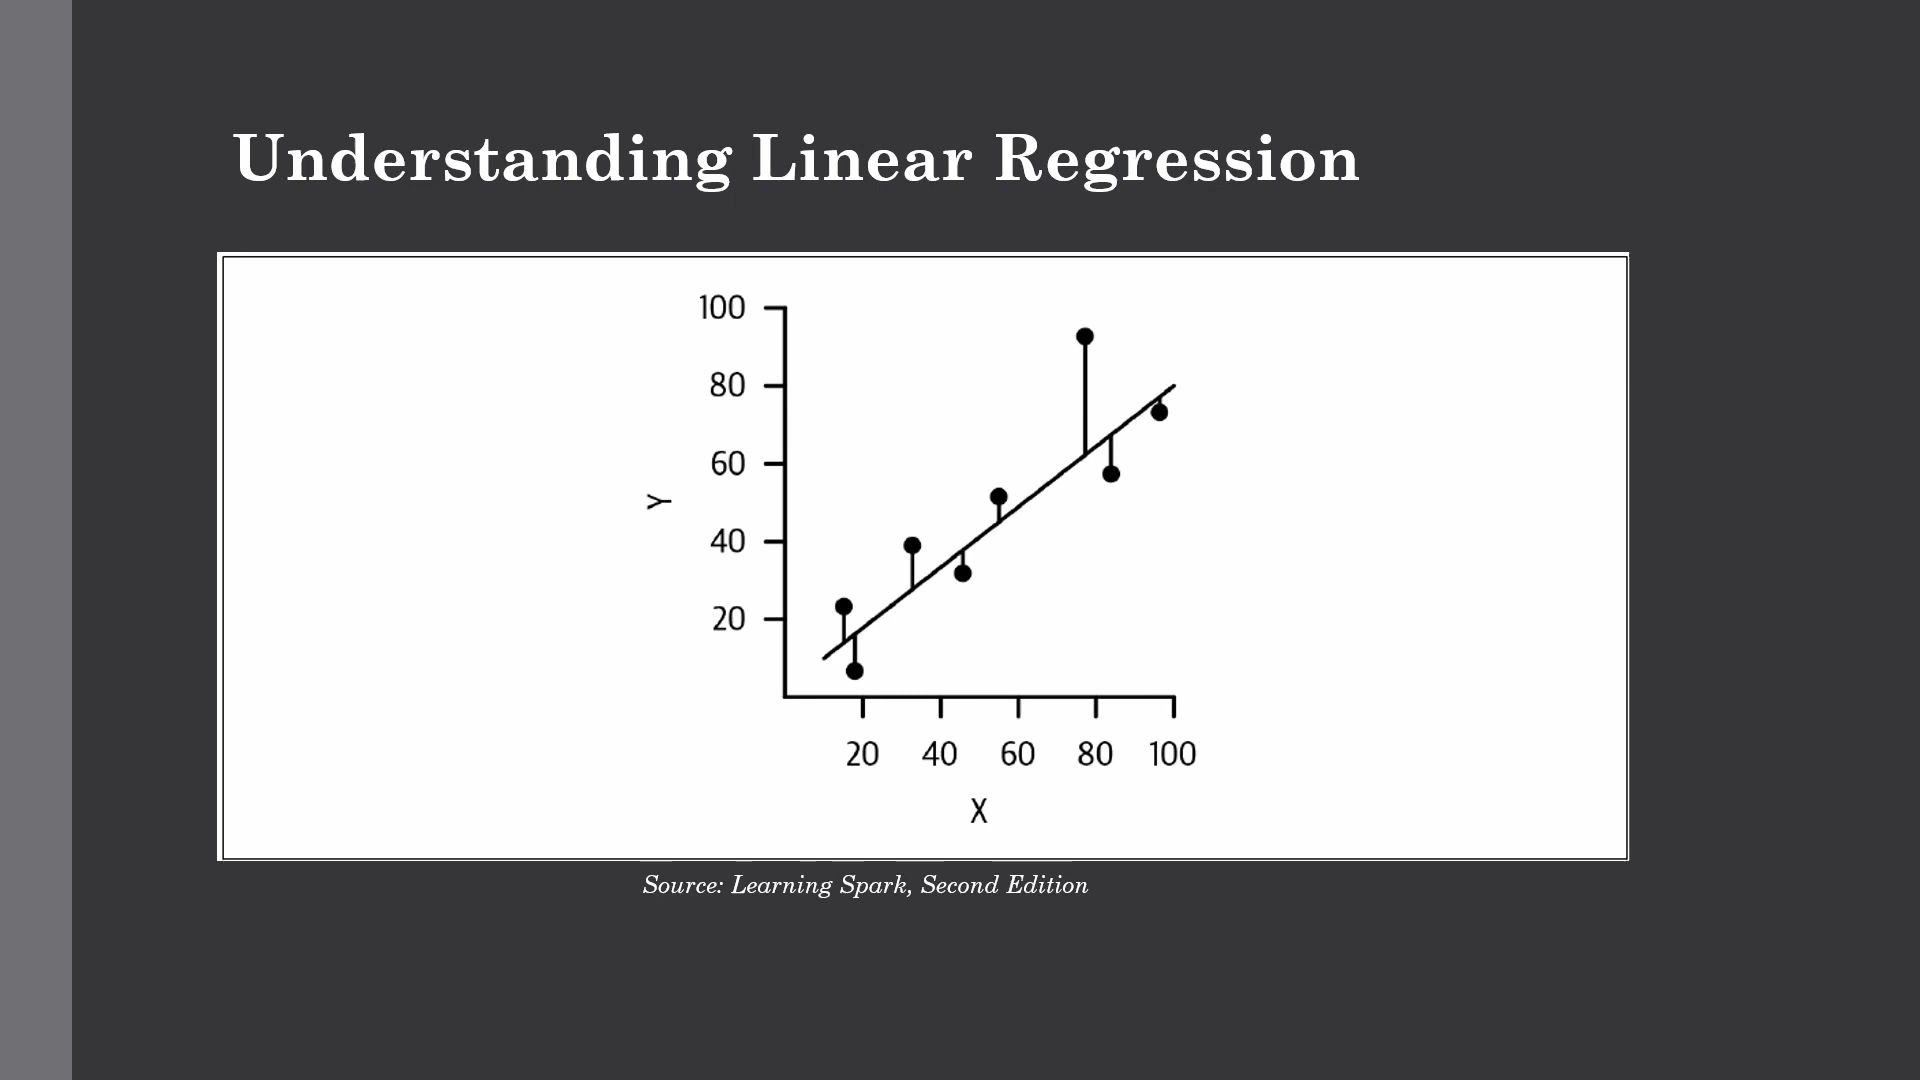 Understanding Linear Regression
100
80
60
40
20
Y
20 40 60 80 100
X
Source: Learning Spark, Second Edition